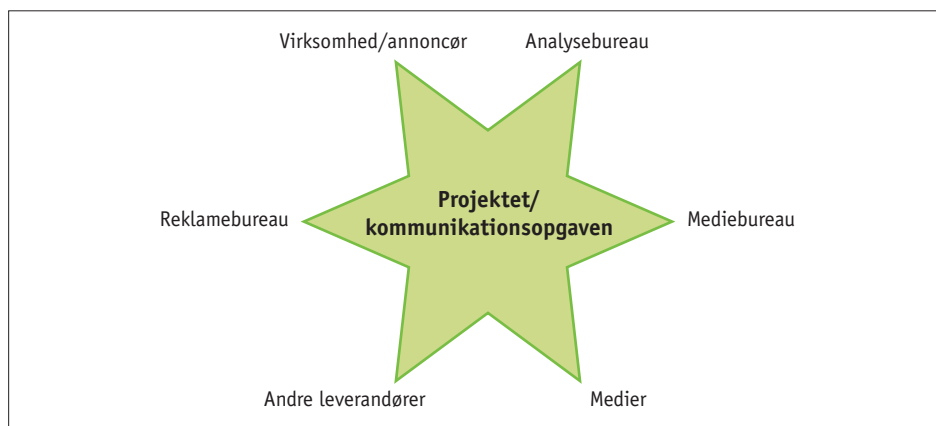 Virksomhed/annoncør
Analysebureau
Reklamebureau
Projektet/
kommunikationsopgaven
Mediebureau
Andre leverandører
Medier